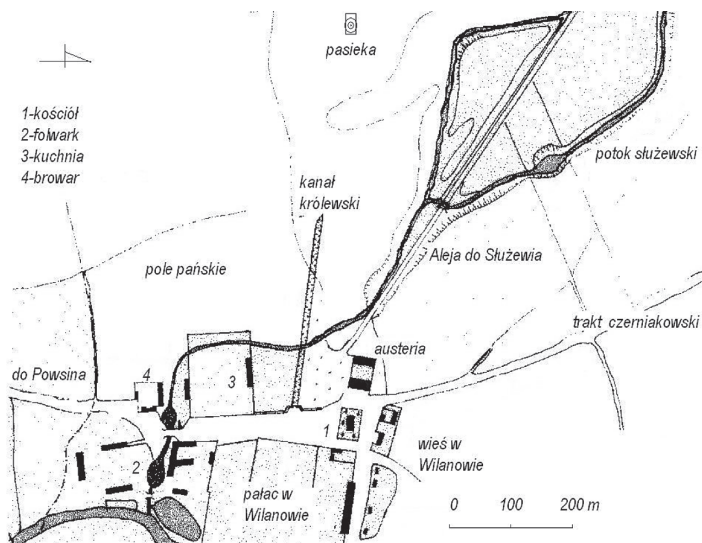 pasieka
1-kościół
2-folwark
3-kuchnia
4-browar
potok służewski
kanał
królewski
Aleja do Służewia
pole pańskie
trakt czerniakowski
austeria
do Powsina
4
3
1
wieś w
Wilanowie
2
pałac w
Wilanowie
0 100 200 m